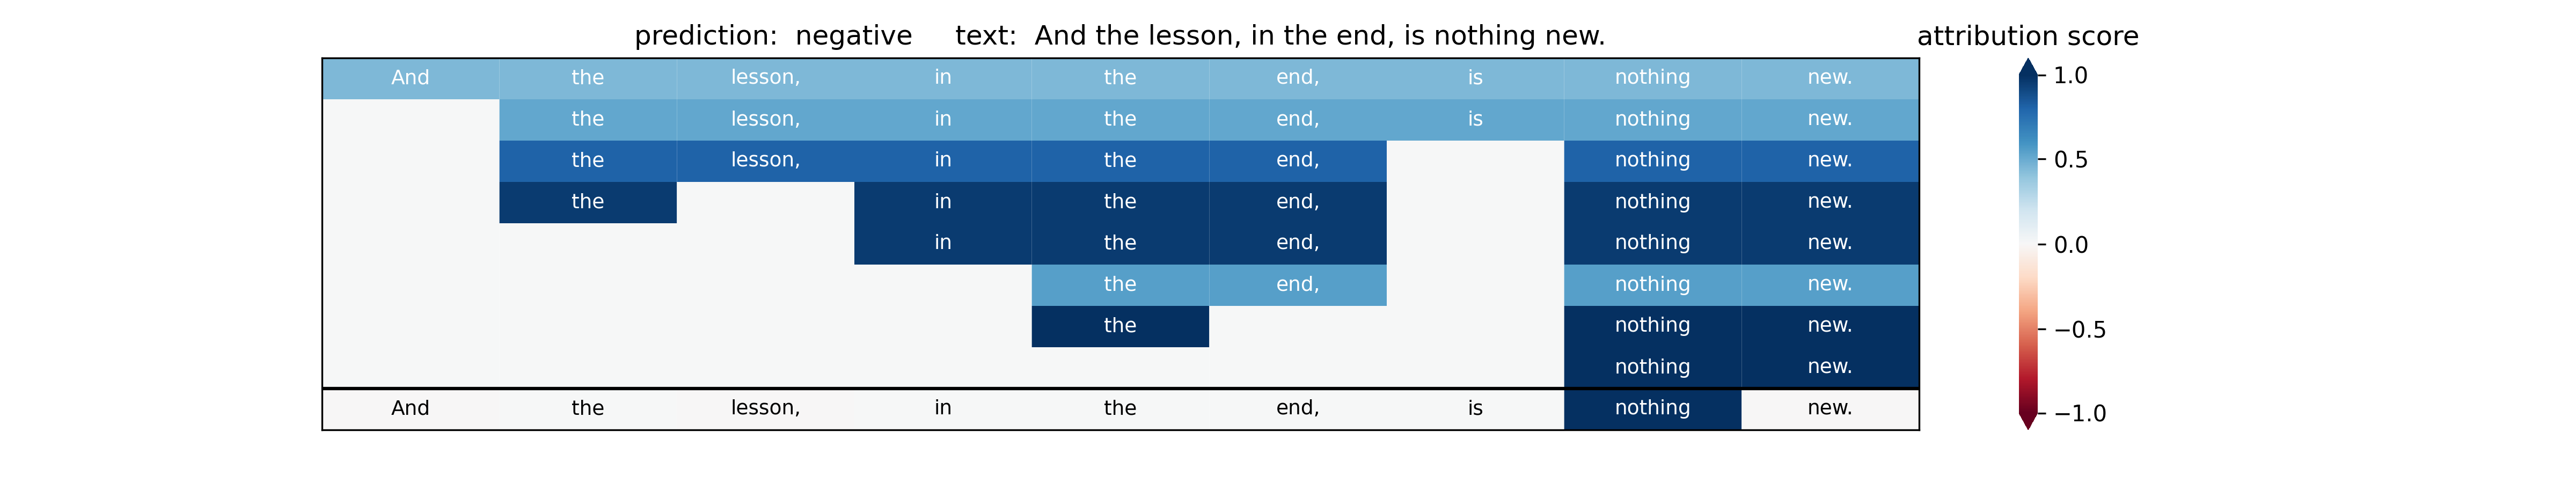 prediction: negative text: And the lesson, in the end, is nothing new.
attribution score
And the lesson, in the end, is nothing new.
the lesson, in the end, is nothing new.
the lesson, in the end, nothing new.
the in the end, nothing new.
in the end, nothing new.
the end, nothing new.
the nothing new.
nothing new.
And the lesson, in the end, is nothing new.
1.0
0.5
0.0
−0.5
−1.0